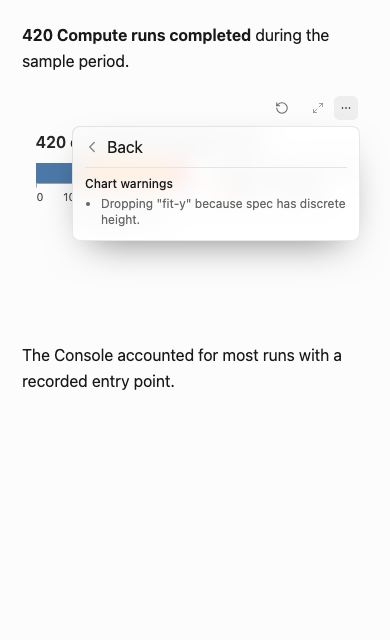 420 Compute runs completed during the
sample period.
420
Back
Chart warnings
• Dropping "fit-y" because spec has discrete
height.
0
The Console accounted for most runs with a
recorded entry point.